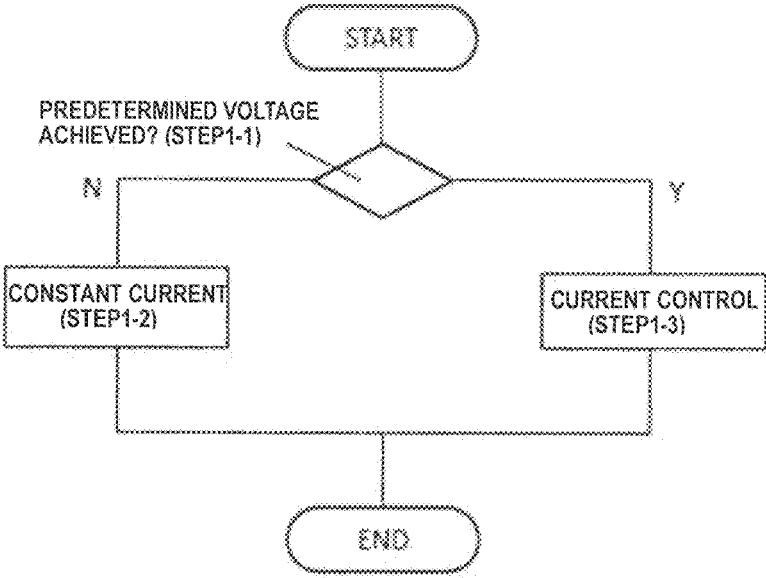 START
PREDETERMINED VOLTAGE
ACHIEVED? (STEP1-1)
N
Y
CONSTANT CURRENT
(STEP1-2)
CURRENT CONTROL
(STEP1-3)
END